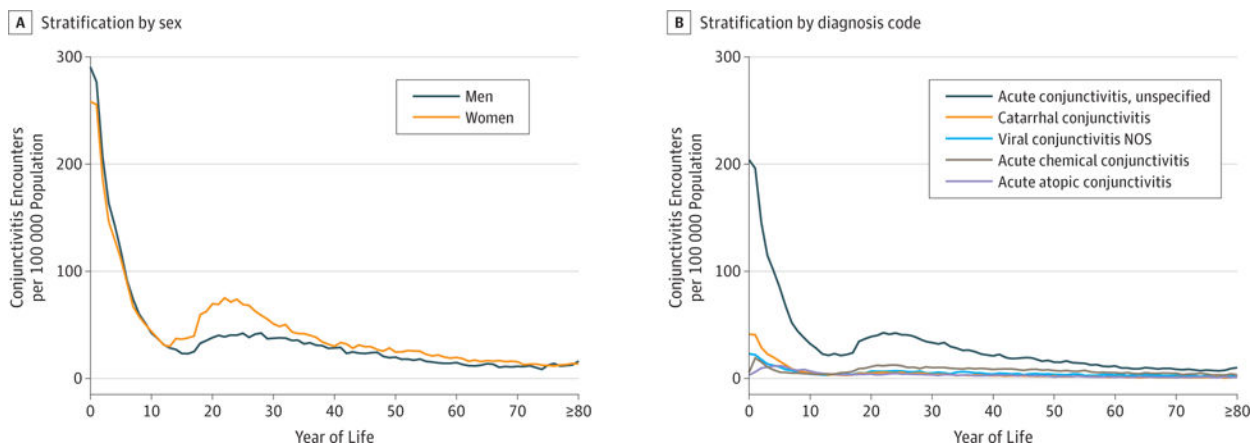 A Stratification by sex
300
200
100
0
Conjunctivitis Encounters
per 100 000 Population
Men
Women
0 10 20 30 40 50 60 70 ≥80
Year of Life
B Stratification by diagnosis code
300
200
100
0
Conjunctivitis Encounters
per 100 000 Population
Acute conjunctivitis, unspecified
Catarrhal conjunctivitis
Viral conjunctivitis NOS
Acute chemical conjunctivitis
Acute atopic conjunctivitis
0 10 20 30 40 50 60 70 ≥80
Year of Life